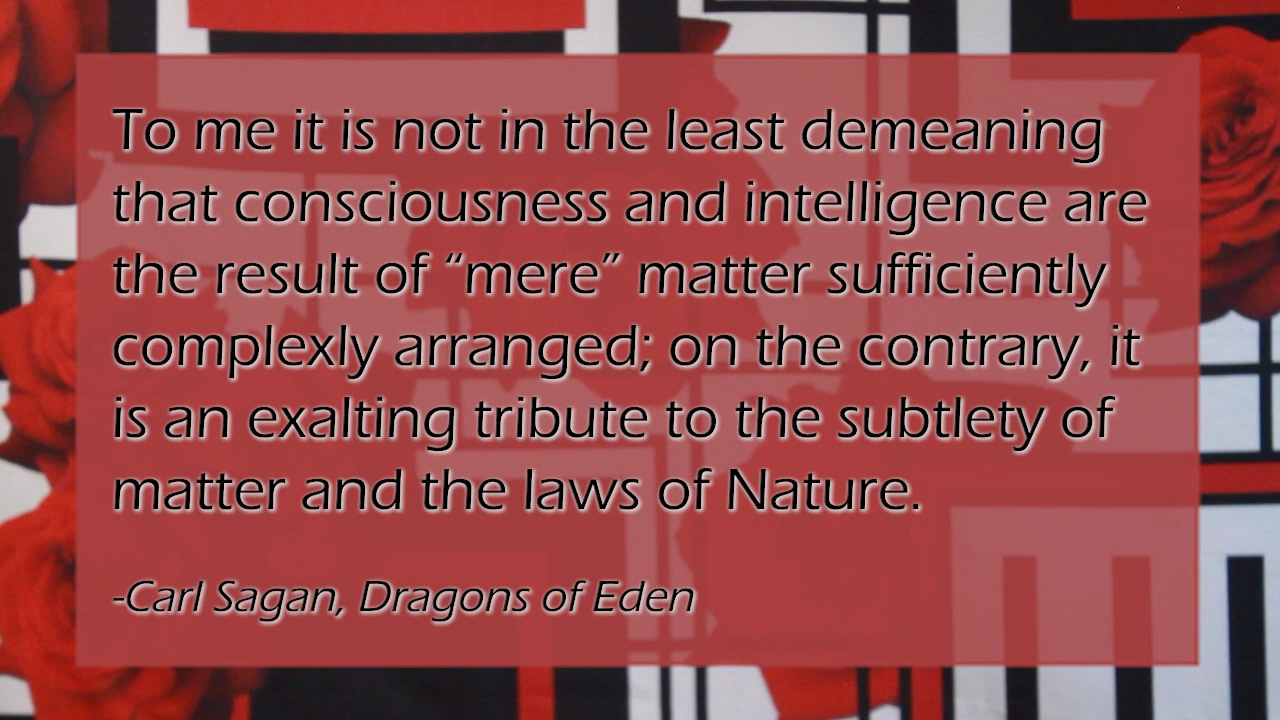 To me it is not in the least demeaning
that consciousness and intelligence are
the result of “mere” matter sufficiently
complexly arranged; on the contrary, it
is an exalting tribute to the subtlety of
matter and the laws of Nature.
-Carl Sagan, Dragons of Eden